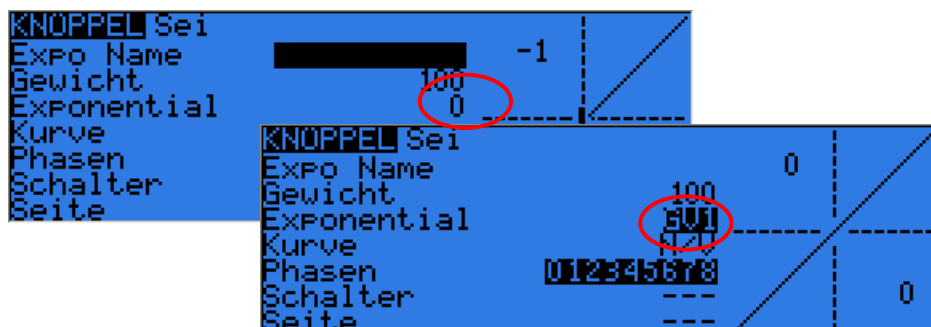 KNÜPPEL Sei
Expo Name
-1
Gewicht 100
Exponential 0
Kurve
Phasen
Schalter
Seite
KNÜPPEL Sei
Expo Name
0
Gewicht 100
Exponential GV1
Kurve N/V
Phasen 012345678
Schalter ---
0
Seite ---